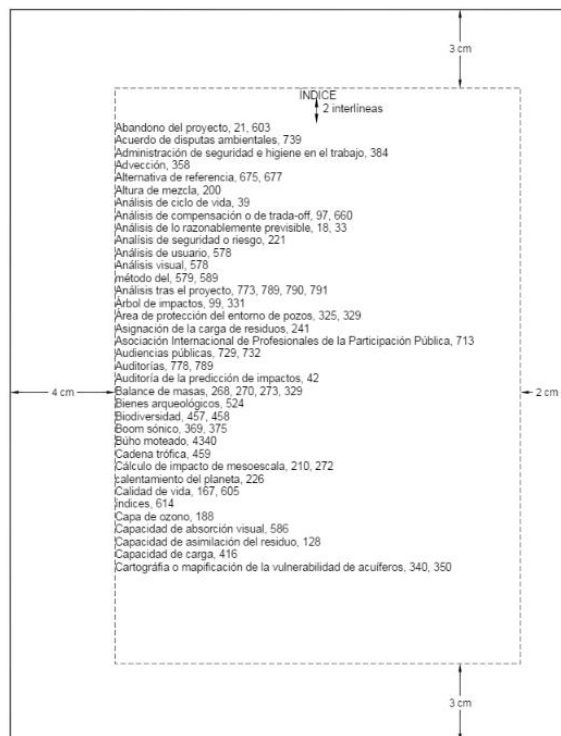 3 cm
INDICE
2 interlíneas
Abandono del proyecto, 21, 603
Acuerdo de disputas ambientales, 739
Administración de seguridad e higiene en el trabajo, 384
Advección, 358
Alternativa de referencia, 675, 677
Altura de mezcla, 200
Análisis de ciclo de vida, 39
Análisis de compensación o de trada-off, 97, 660
Análisis de lo razonablemente previsible, 18, 33
Analísis de seguridad o riesgo, 221
Análisis de usuario, 578
Análisis visual, 578
método del, 579, 589
Análisis tras el proyecto, 773, 789, 790, 791
Árbol de impactos, 99, 331
Área de protección del entorno de pozos, 325, 329
Asignación de la carga de residuos, 241
Asociación Internacional de Profesionales de la Participación Pública, 713
Audiencias públicas, 729, 732
Auditorías, 778, 789
Auditoría de la predicción de impactos, 42
Balance de masas, 268, 270, 273, 329
4 cm
2 cm
Bienes arqueológicos, 524
Biodiversidad, 457, 458
Boom sónico, 369, 375
Búho moteado, 4340
Cadena trófica, 459
Cálculo de impacto de mesoescala, 210, 272
calentamiento del planeta, 226
Calidad de vida, 167, 605
índices, 614
Capa de ozono, 188
Capacidad de absorción visual, 586
Capacidad de asimilación del residuo, 128
Capacidad de carga, 416
Cartográfia o mapificación de la vulnerabilidad de acuíferos, 340, 350
3 cm